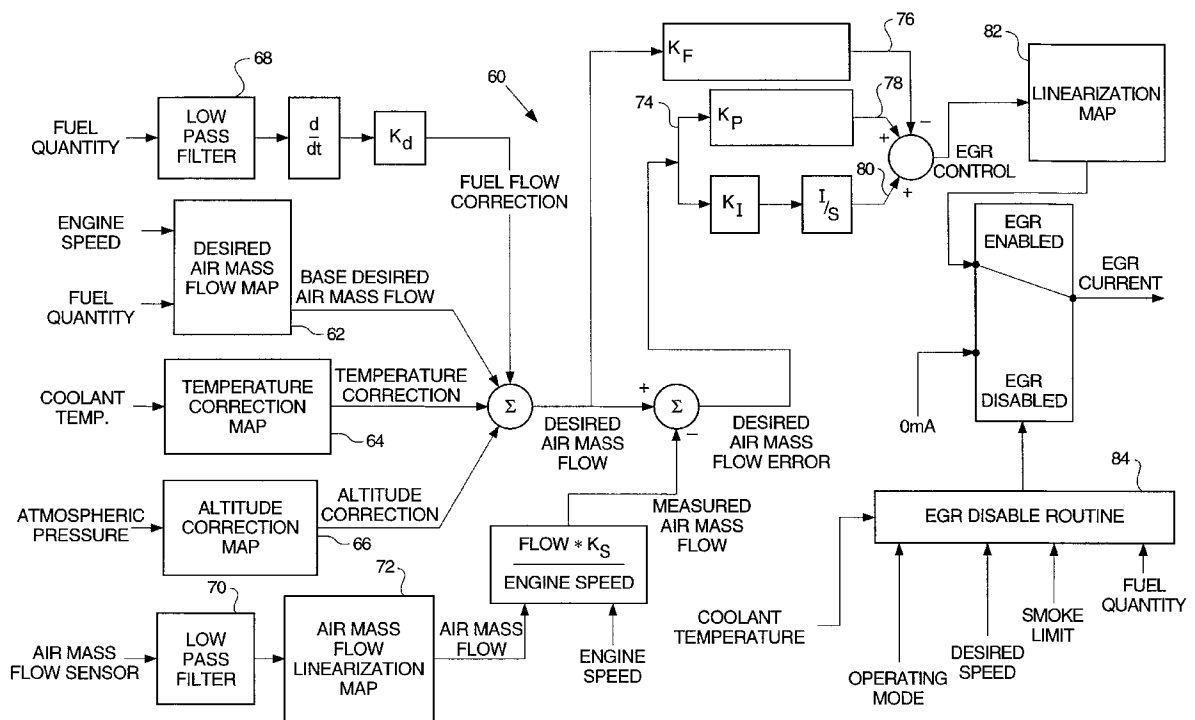 68
FUEL
QUANTITY
LOW
PASS
FILTER
d
dt
Kd
FUEL FLOW
CORRECTION
60
ENGINE
SPEED
FUEL
QUANTITY
DESIRED
AIR MASS
FLOW MAP
62
BASE DESIRED
AIR MASS FLOW
COOLANT
TEMP.
TEMPERATURE
CORRECTION
MAP
64
TEMPERATURE
CORRECTION
ATMOSPHERIC
PRESSURE
ALTITUDE
CORRECTION
MAP
66
ALTITUDE
CORRECTION
Σ
DESIRED
AIR MASS
FLOW
+
Σ
−
DESIRED
AIR MASS
FLOW ERROR
MEASURED
AIR MASS
FLOW
70
AIR MASS
FLOW SENSOR
LOW
PASS
FILTER
72
AIR MASS
FLOW
LINEARIZATION
MAP
AIR MASS
FLOW
FLOW * KS
ENGINE SPEED
ENGINE
SPEED
KF
76
74
KP
78
KI
I/S
80
+
−
+
EGR
CONTROL
82
LINEARIZATION
MAP
EGR
ENABLED
EGR
DISABLED
EGR
CURRENT
0mA
84
EGR DISABLE ROUTINE
COOLANT
TEMPERATURE
OPERATING
MODE
DESIRED
SPEED
SMOKE
LIMIT
FUEL
QUANTITY